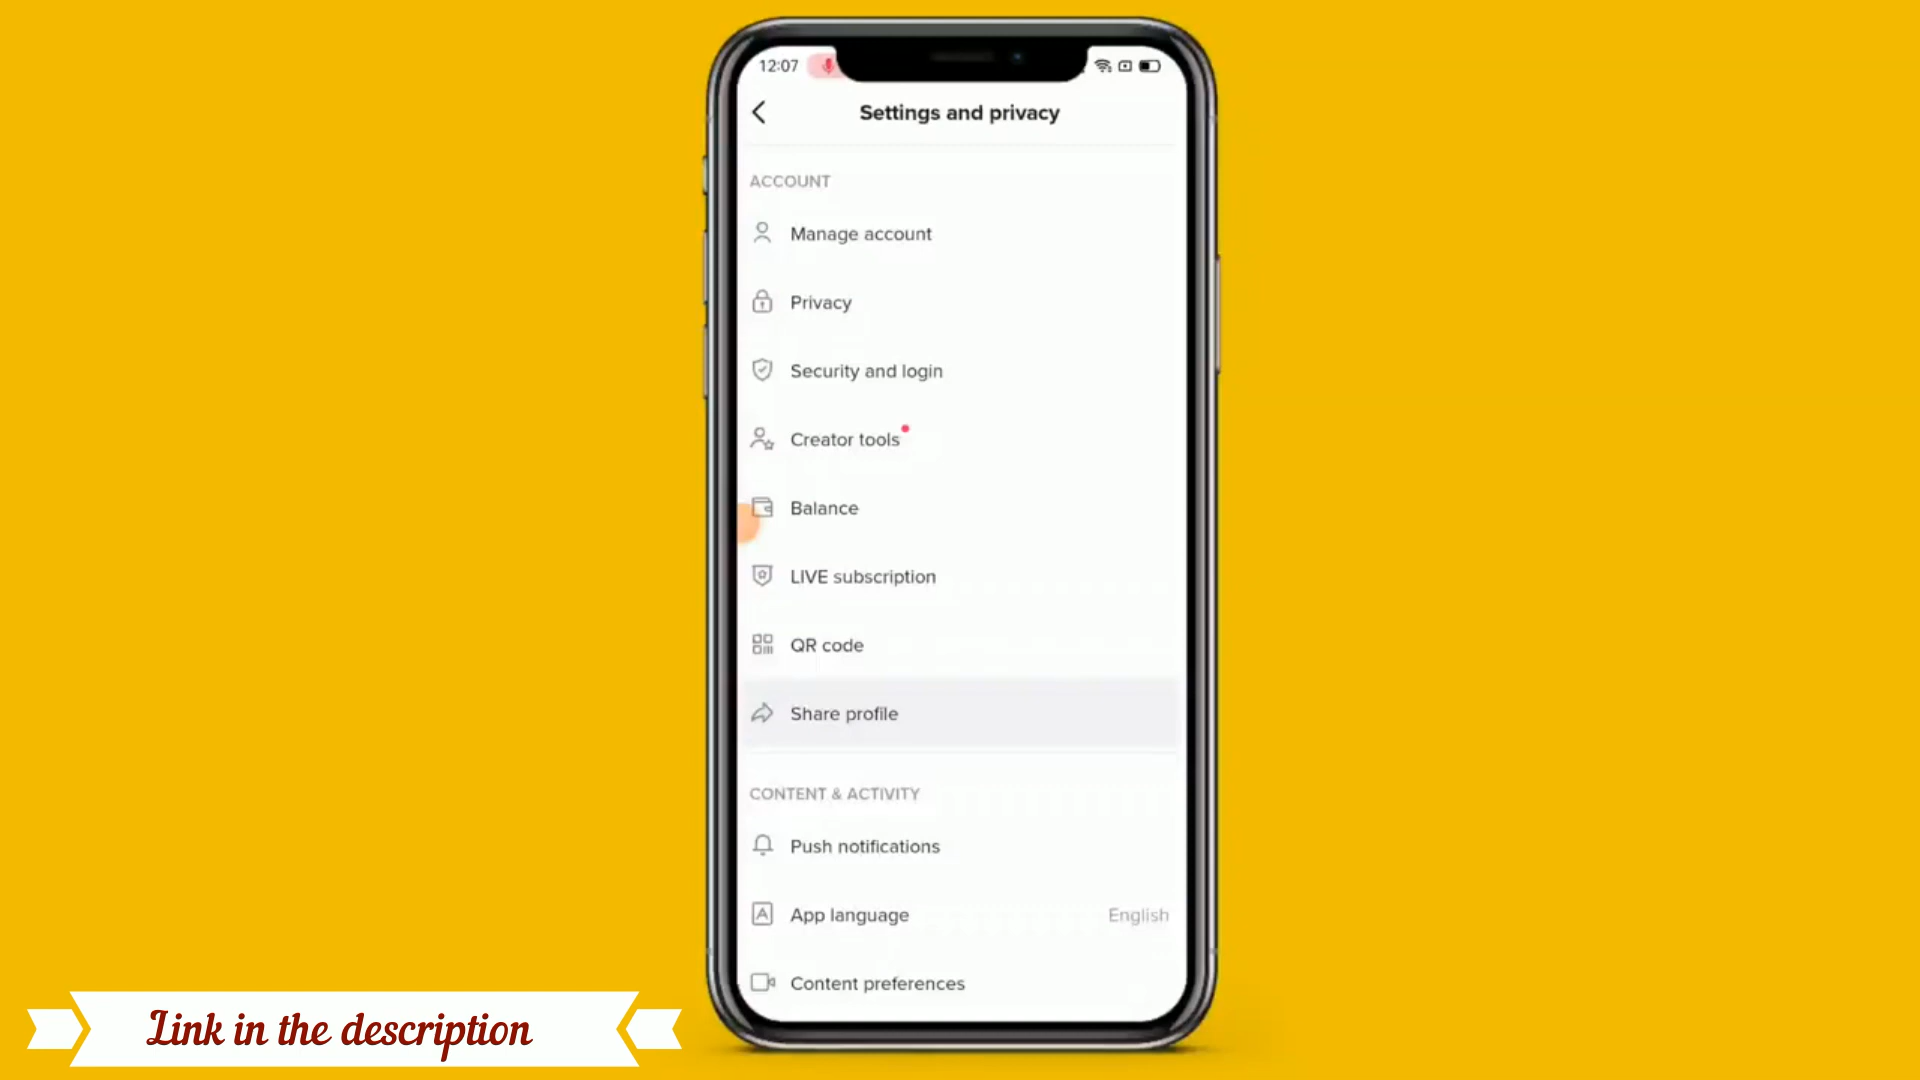 12:07
Settings and privacy
ACCOUNT
Manage account
Privacy
Security and login
Creator tools
Balance
LIVE subscription
QR code
Share profile
CONTENT & ACTIVITY
Push notifications
App language English
Content preferences
Link in the description